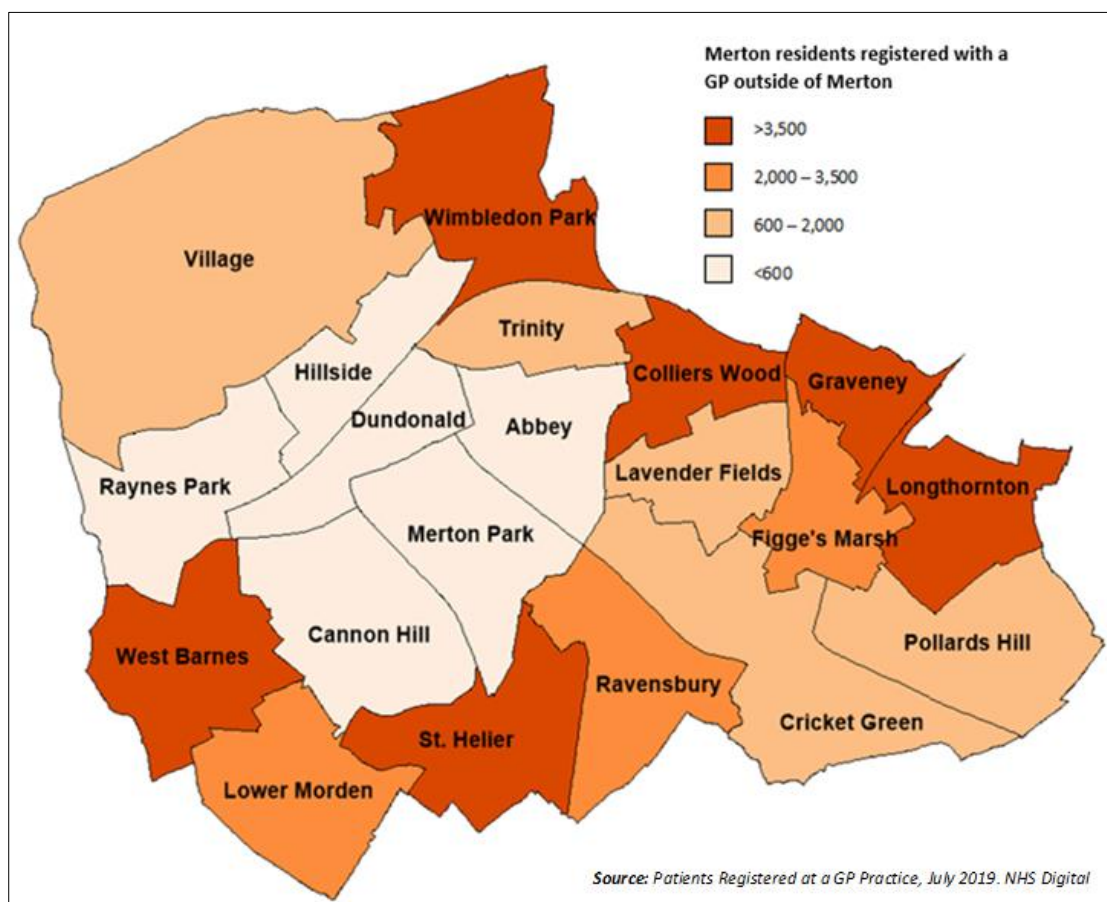 Merton residents registered with a
GP outside of Merton
>3,500
2,000 – 3,500
600 – 2,000
<600
Wimbledon Park
Village
Trinity
Hillside
Colliers Wood
Graveney
Dundonald
Abbey
Lavender Fields
Raynes Park
Longthornton
Merton Park
Figge's Marsh
Cannon Hill
Pollards Hill
West Barnes
Ravensbury
Cricket Green
St. Helier
Lower Morden
Source: Patients Registered at a GP Practice, July 2019. NHS Digital